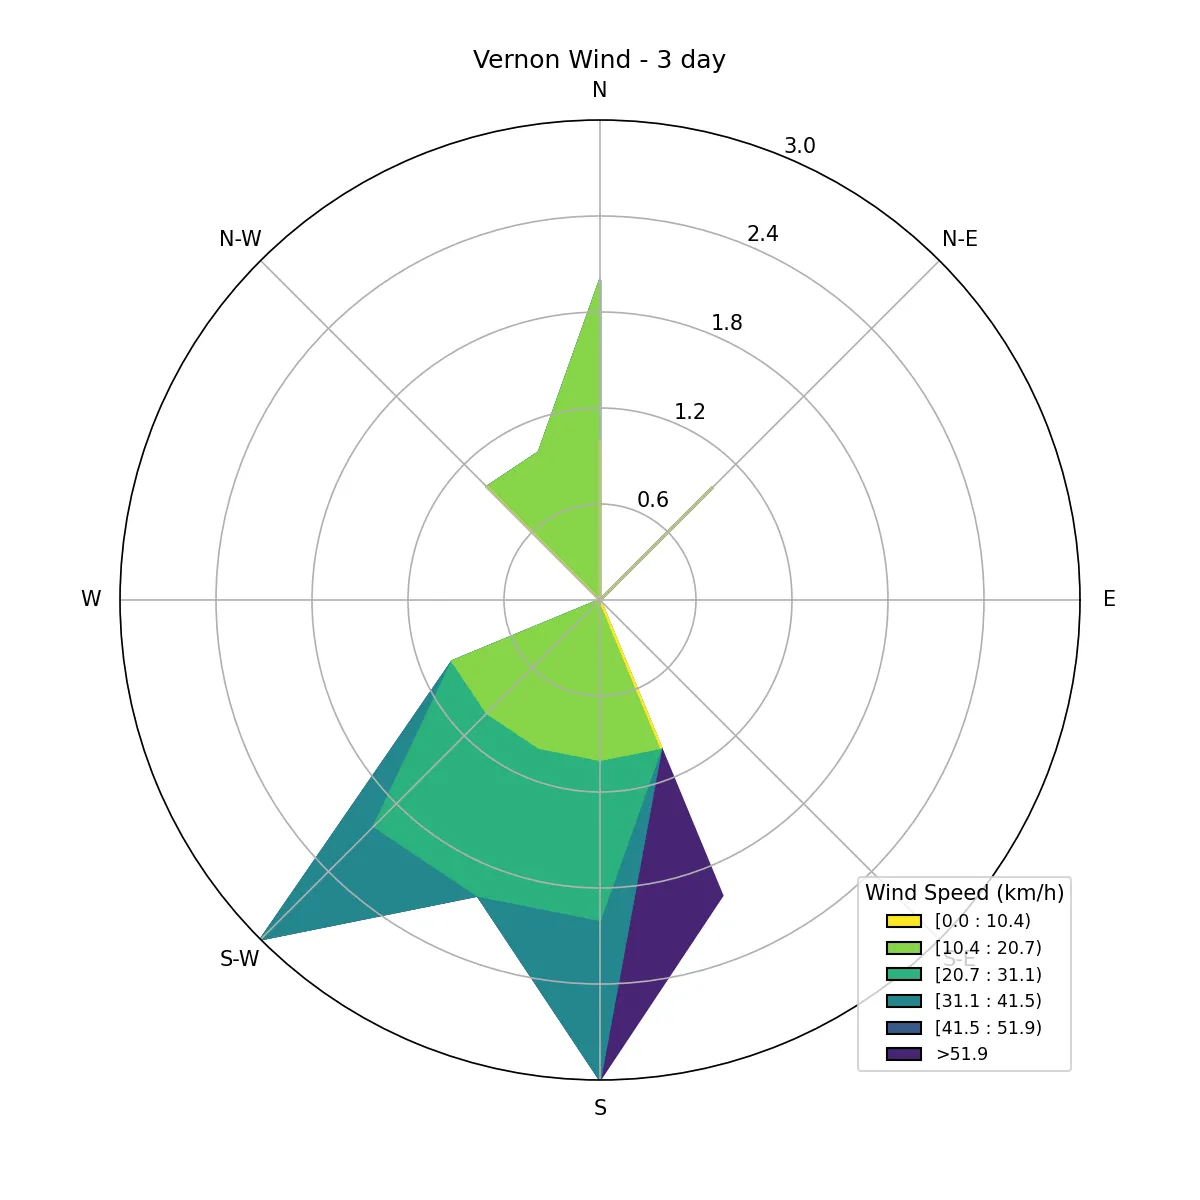 Vernon Wind - 3 day
N
3.0
N-W
2.4
N-E
1.8
1.2
0.6
W
E
Wind Speed (km/h)
[0.0 : 10.4)
[10.4 : 20.7)
S-W
S-E
[20.7 : 31.1)
[31.1 : 41.5)
[41.5 : 51.9)
>51.9
S